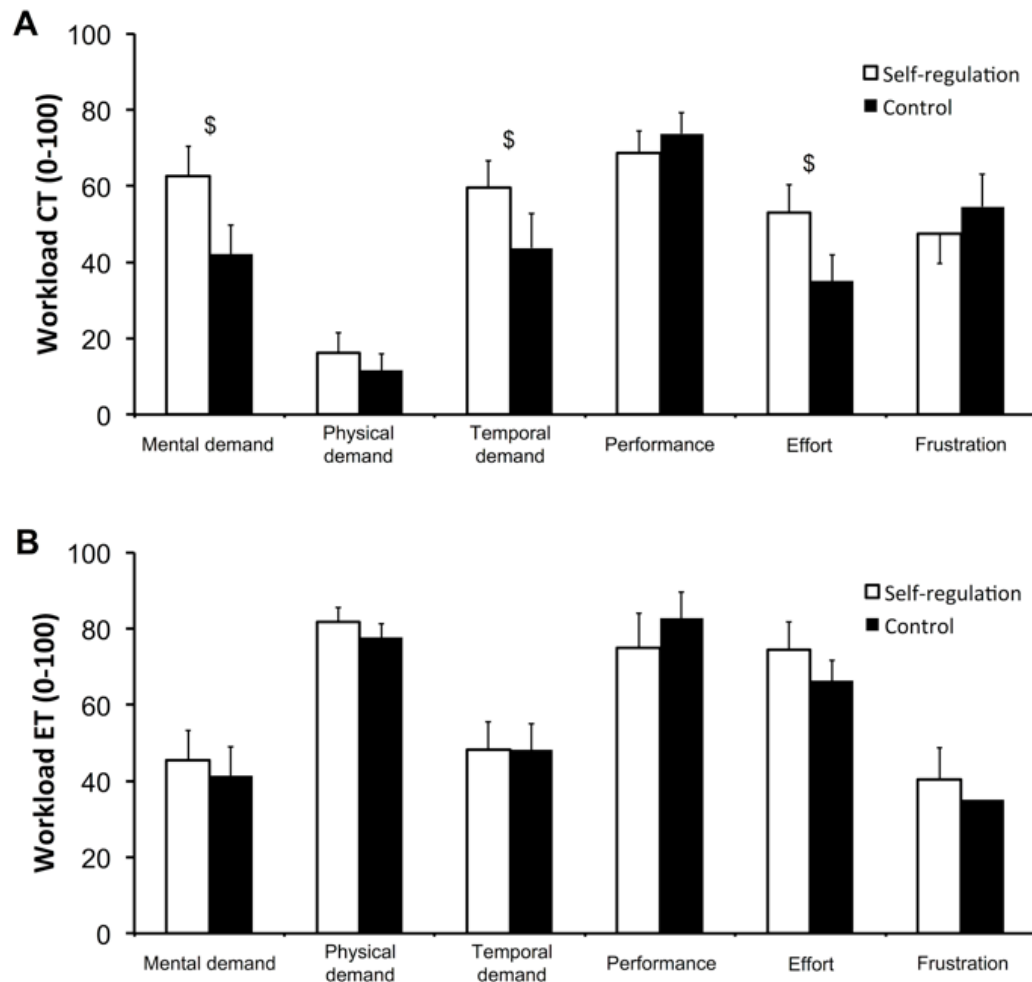 A
Workload CT (0-100)
100
80
60
40
20
0
$
$
$
Self-regulation
Control
Mental demand
Physical
demand
Temporal
demand
Performance
Effort
Frustration
B
Workload ET (0-100)
100
80
60
40
20
0
Self-regulation
Control
Mental demand
Physical
demand
Temporal
demand
Performance
Effort
Frustration